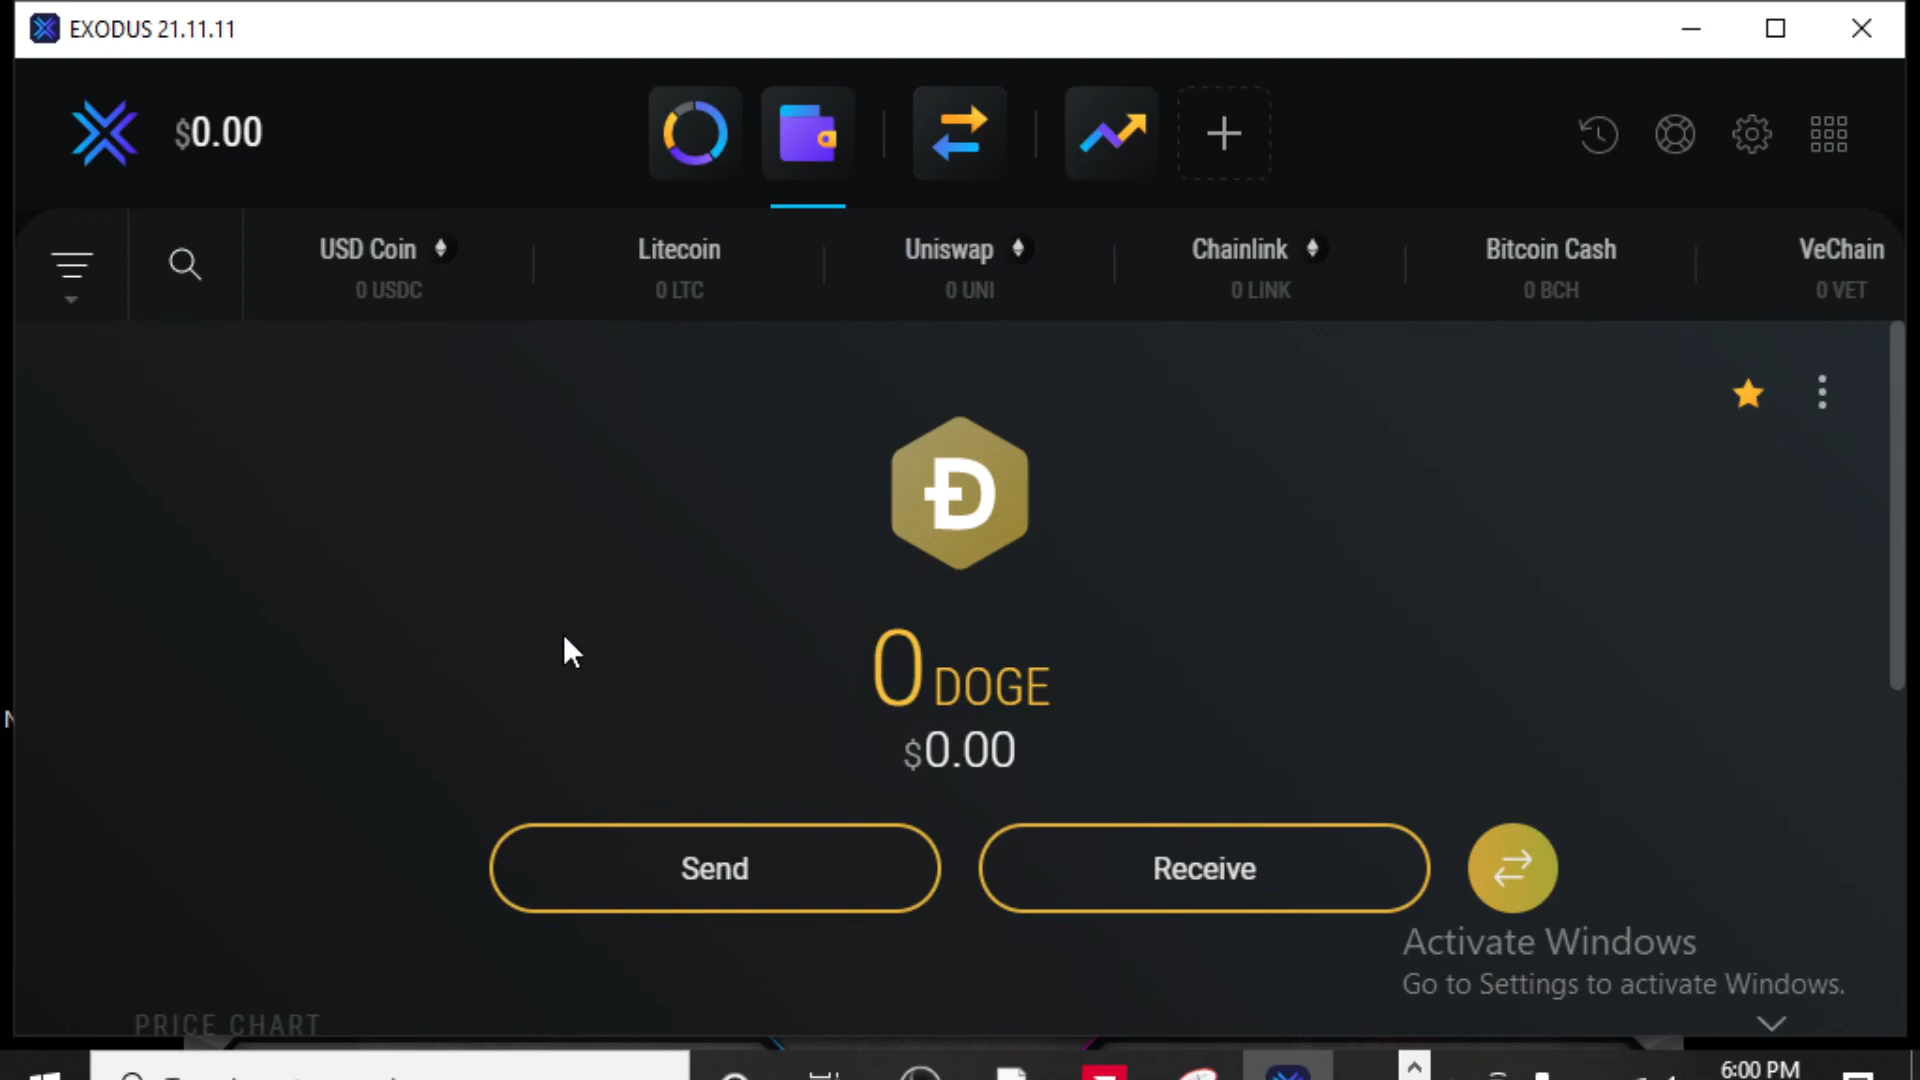 EXODUS 21.11.11
$0.00
USD Coin
0 USDC
Litecoin
0 LTC
Uniswap
0 UNI
Chainlink
0 LINK
Bitcoin Cash
0 BCH
VeChain
0 VET
0 DOGE
$0.00
Send
Receive
Activate Windows
Go to Settings to activate Windows.
PRICE CHART
6:00 PM